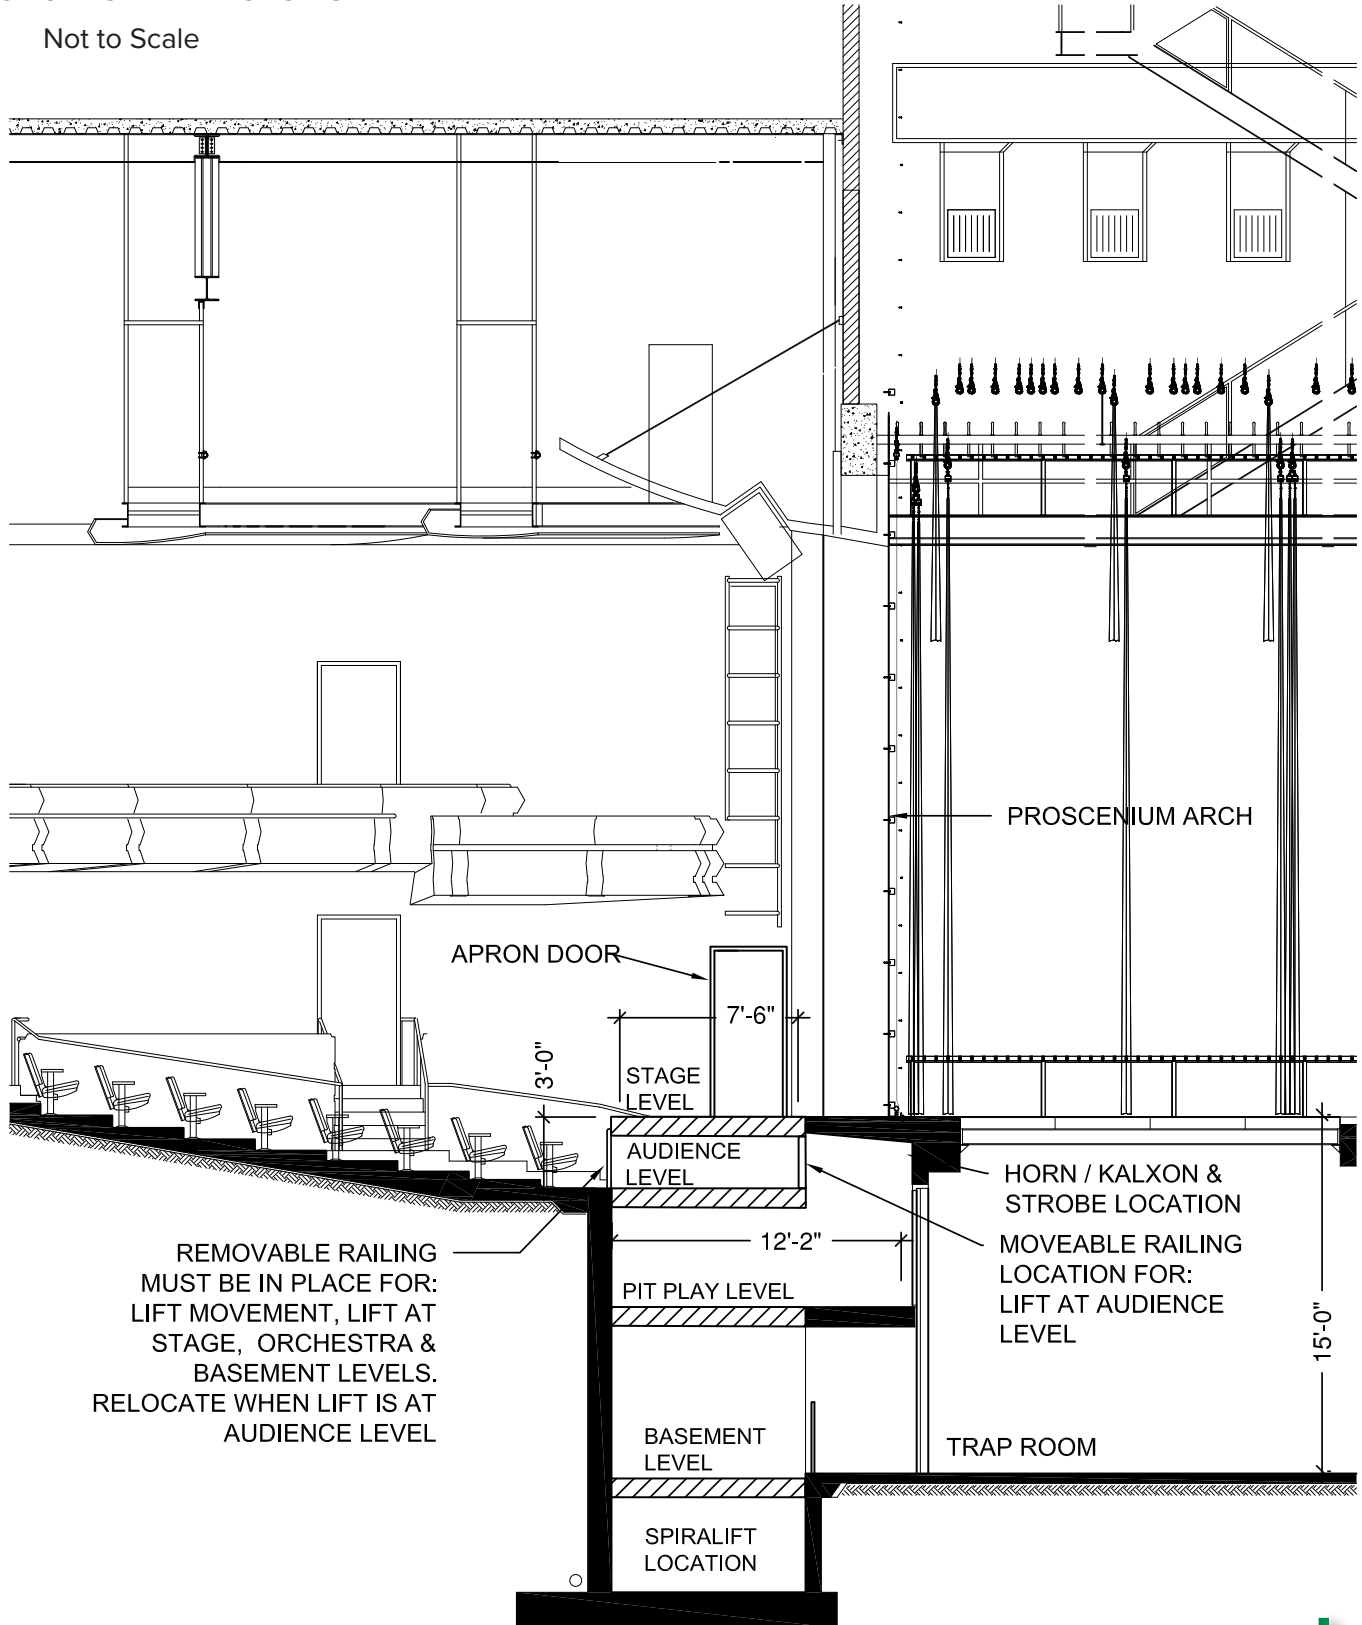 Not to Scale
PROSCENIUM ARCH
APRON DOOR
7'-6"
3'-0"
STAGE
LEVEL
AUDIENCE
LEVEL
HORN / KALXON &
STROBE LOCATION
12'-2"
MOVEABLE RAILING
LOCATION FOR:
LIFT AT AUDIENCE
LEVEL
REMOVABLE RAILING
MUST BE IN PLACE FOR:
LIFT MOVEMENT, LIFT AT
STAGE, ORCHESTRA &
BASEMENT LEVELS.
RELOCATE WHEN LIFT IS AT
AUDIENCE LEVEL
PIT PLAY LEVEL
15'-0"
BASEMENT
LEVEL
TRAP ROOM
SPIRALIFT
LOCATION